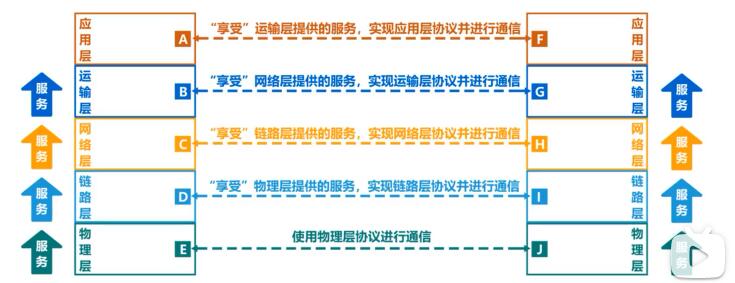 应用层 A “享受”运输层提供的服务，实现应用层协议并进行通信 F 应用层
服务 运输层 B “享受”网络层提供的服务，实现运输层协议并进行通信 G 运输层 服务
服务 网络层 C “享受”链路层提供的服务，实现网络层协议并进行通信 H 网络层 服务
服务 链路层 D “享受”物理层提供的服务，实现链路层协议并进行通信 I 链路层 服务
服务 物理层 E 使用物理层协议进行通信 J 物理层 服务